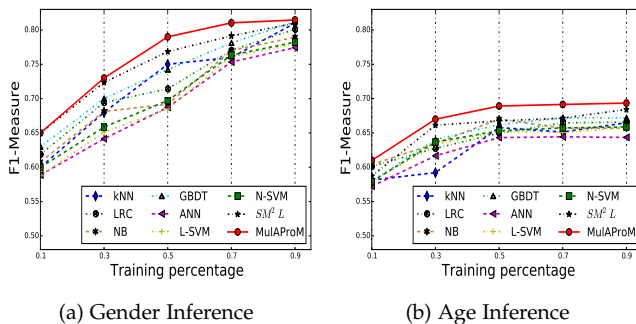 0.80
0.75
0.70
0.65
0.60
0.55
0.50
F1-Measure
kNN
LRC
NB
GBDT
ANN
L-SVM
N-SVM
SM² L
MulAProM
0.1 0.3 0.5 0.7 0.9
Training percentage
(a) Gender Inference
0.80
0.75
0.70
0.65
0.60
0.55
0.50
F1-Measure
kNN
LRC
NB
GBDT
ANN
L-SVM
N-SVM
SM² L
MulAProM
0.1 0.3 0.5 0.7 0.9
Training percentage
(b) Age Inference